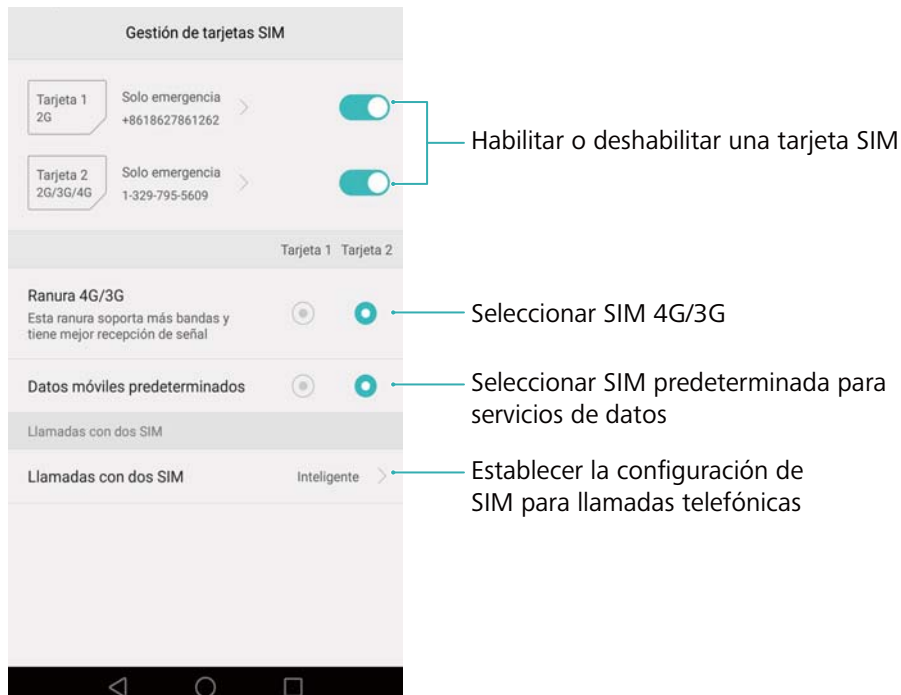 Gestión de tarjetas SIM
Tarjeta 1
2G
Solo emergencia
+8618627861262
Tarjeta 2
2G/3G/4G
Solo emergencia
1-329-795-5609
Habilitar o deshabilitar una tarjeta SIM
Tarjeta 1 Tarjeta 2
Ranura 4G/3G
Esta ranura soporta más bandas y
tiene mejor recepción de señal
Seleccionar SIM 4G/3G
Datos móviles predeterminados
Seleccionar SIM predeterminada para
servicios de datos
Llamadas con dos SIM
Llamadas con dos SIM
Inteligente
Establecer la configuración de
SIM para llamadas telefónicas